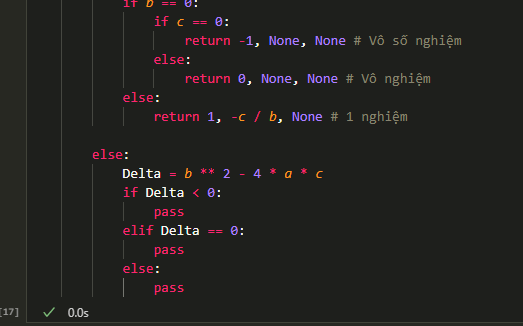 if b == 0:
if c == 0:
return -1, None, None # Vô số nghiệm
else:
return 0, None, None # Vô nghiệm
else:
return 1, -c / b, None # 1 nghiệm
else:
Delta = b ** 2 - 4 * a * c
if Delta < 0:
pass
elif Delta == 0:
pass
else:
pass
[17] ✓ 0.0s